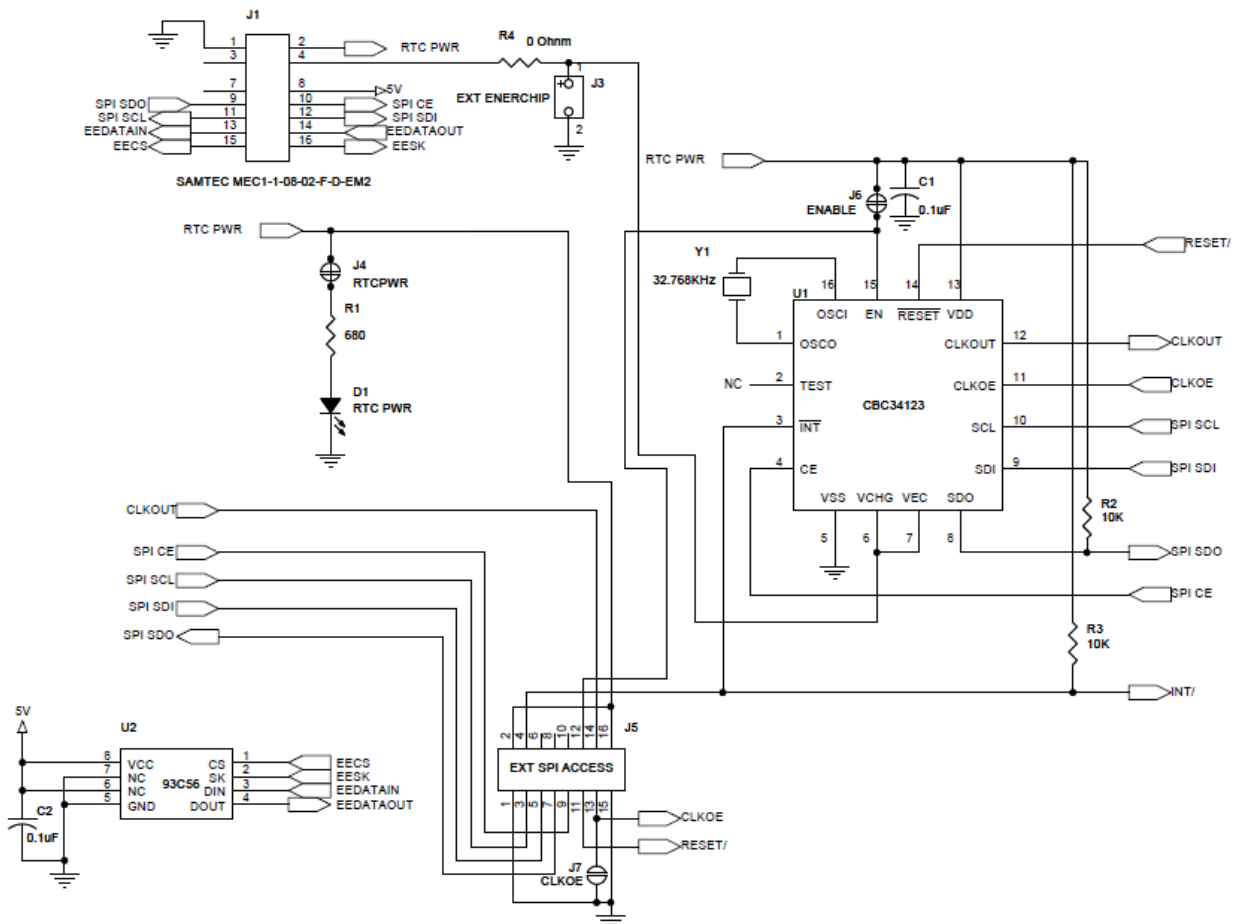 J1
1 2 RTC PWR
3 4
R4 0 Ohnm
1
+
J3
EXT ENERCHIP
2
7 8 5V
SPI SDO 9 10 SPI CE
SPI SCL 11 12 SPI SDI
EEDATAIN 13 14 EEDATAOUT
EECS 15 16 EESK
SAMTEC MEC1-1-08-02-F-D-EM2
RTC PWR
J6
ENABLE
C1
0.1uF
RESET/
RTC PWR
J4
RTCPWR
R1
680
D1
RTC PWR
Y1
32.768KHz
U1
16 15 14 13
OSCI EN RESET VDD
1 OSCO CLKOUT 12 CLKOUT
NC 2 TEST CLKOE 11 CLKOE
CBC34123
3 INT SCL 10 SPI SCL
4 CE SDI 9 SPI SDI
VSS VCHG VEC SDO
5 6 7 8
R2
10K
SPI SDO
SPI CE
R3
10K
INT/
CLKOUT
SPI CE
SPI SCL
SPI SDI
SPI SDO
J5
2 4 6 8 10 12 14 16
EXT SPI ACCESS
1 3 5 7 9 11 13 15
CLKOE
RESET/
J7
CLKOE
5V
U2
8 VCC CS 1 EECS
7 NC SK 2 EESK
93C56
6 NC DIN 3 EEDATAIN
5 GND DOUT 4 EEDATAOUT
C2
0.1uF